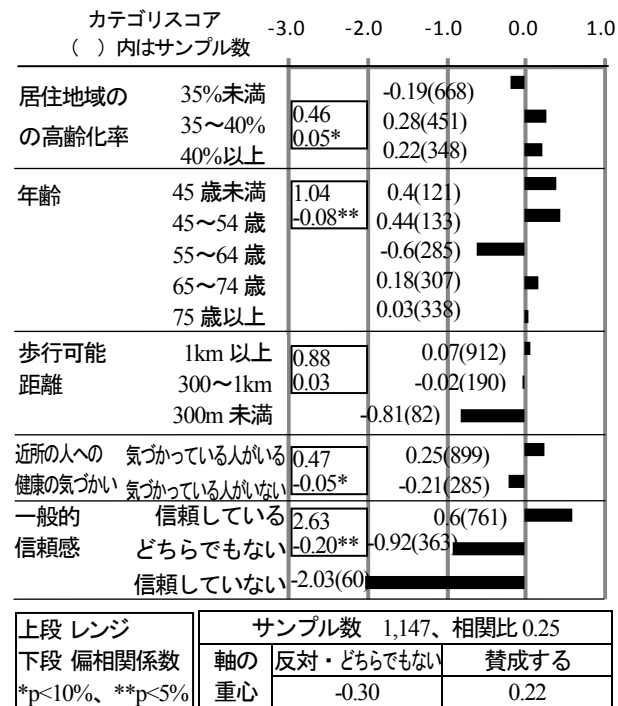 カテゴリスコア
（　）内はサンプル数
-3.0 -2.0 -1.0 0.0 1.0
居住地域の
の高齢化率
35%未満 -0.19(668)
35～40% 0.46 0.28(451)
40%以上 0.05* 0.22(348)
年齢 45 歳未満 1.04 0.4(121)
45～54 歳 -0.08** 0.44(133)
55～64 歳 -0.6(285)
65～74 歳 0.18(307)
75 歳以上 0.03(338)
歩行可能 1km 以上 0.88 0.07(912)
距離 300～1km 0.03 -0.02(190)
300m 未満 -0.81(82)
近所の人への 気づかっている人がいる 0.47 0.25(899)
健康の気づかい 気づかっている人がいない -0.05* -0.21(285)
一般的 信頼している 2.63 0.6(761)
信頼感 どちらでもない -0.20** -0.92(363)
信頼していない -2.03(60)
上段 レンジ
下段 偏相関係数
*p<10%、**p<5%
サンプル数 1,147、相関比 0.25
軸の 反対・どちらでもない 賛成する
重心 -0.30 0.22